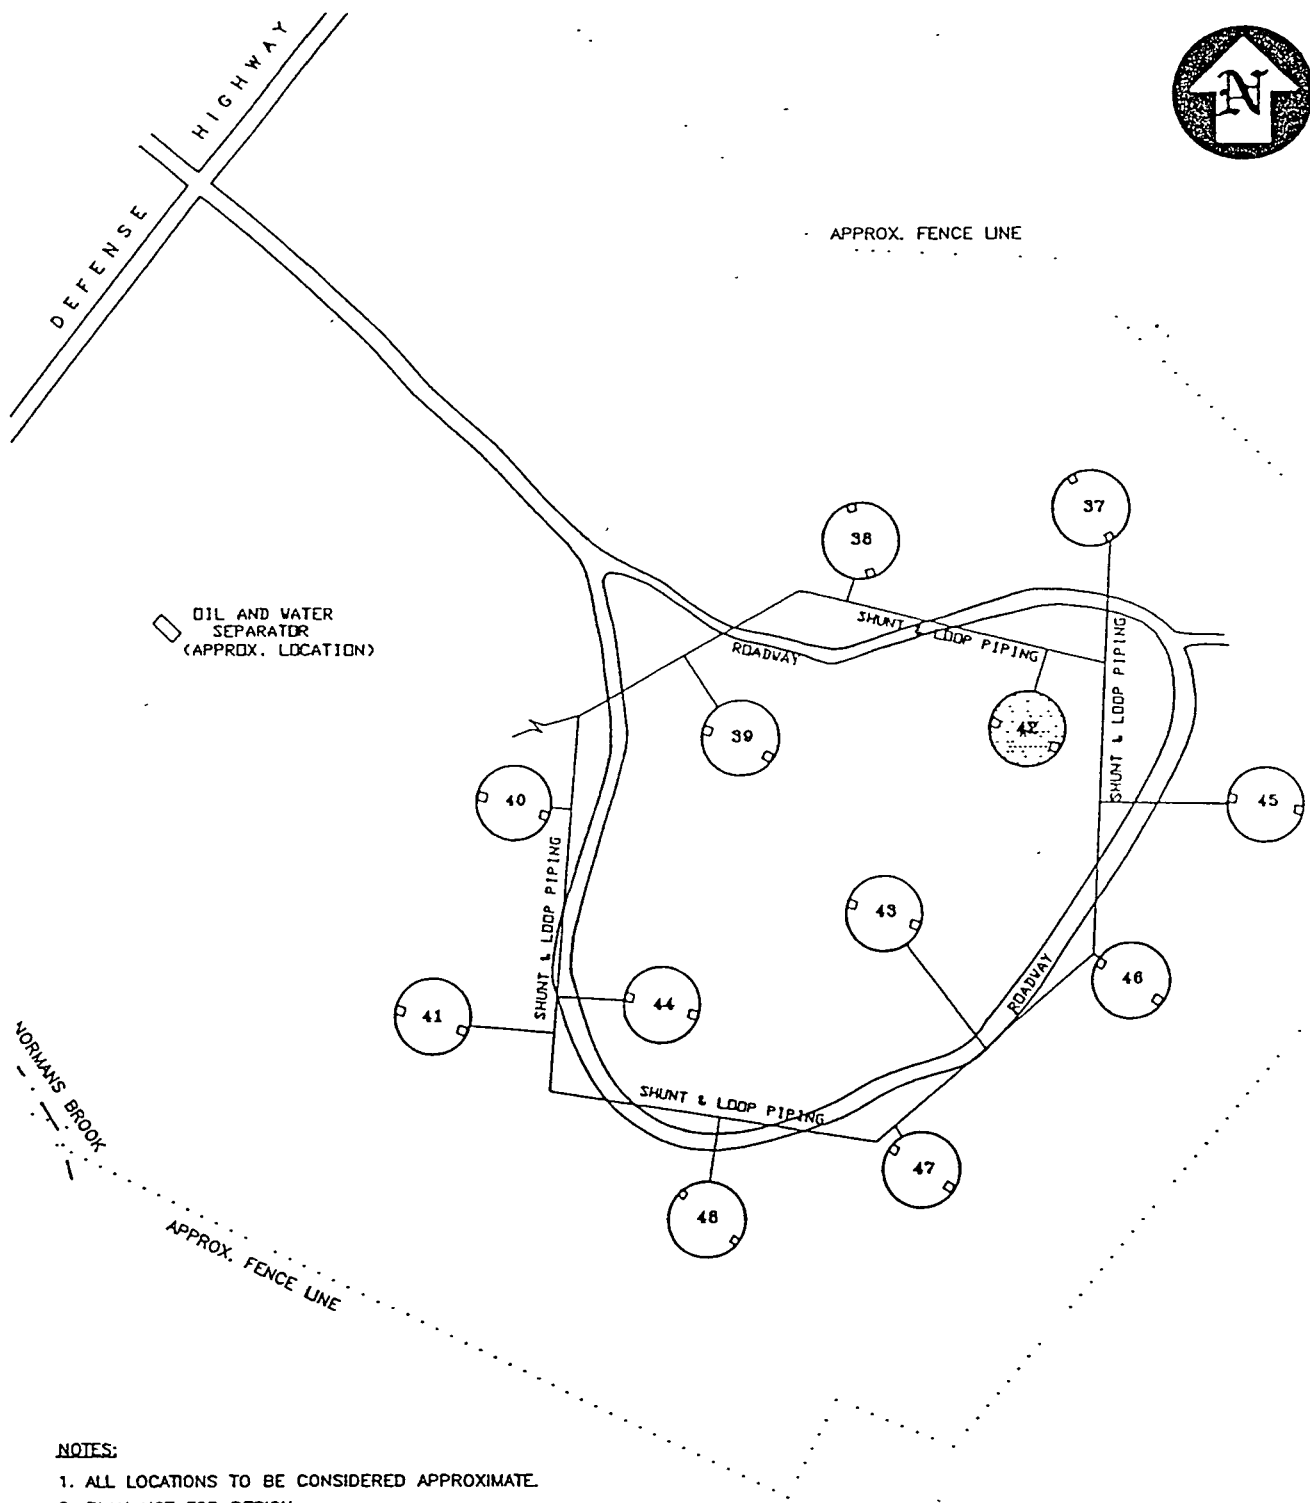 DEFENSE HIGHWAY
N
APPROX. FENCE LINE
37
38
OIL AND WATER
SEPARATOR
(APPROX. LOCATION)
SHUNT & LOOP PIPING
ROADWAY
SHUNT & LOOP PIPING
39
42
40
45
SHUNT & LOOP PIPING
43
46
ROADWAY
41
44
NORMANS BROOK
SHUNT & LOOP PIPING
47
48
APPROX. FENCE LINE
NOTES:
1. ALL LOCATIONS TO BE CONSIDERED APPROXIMATE.